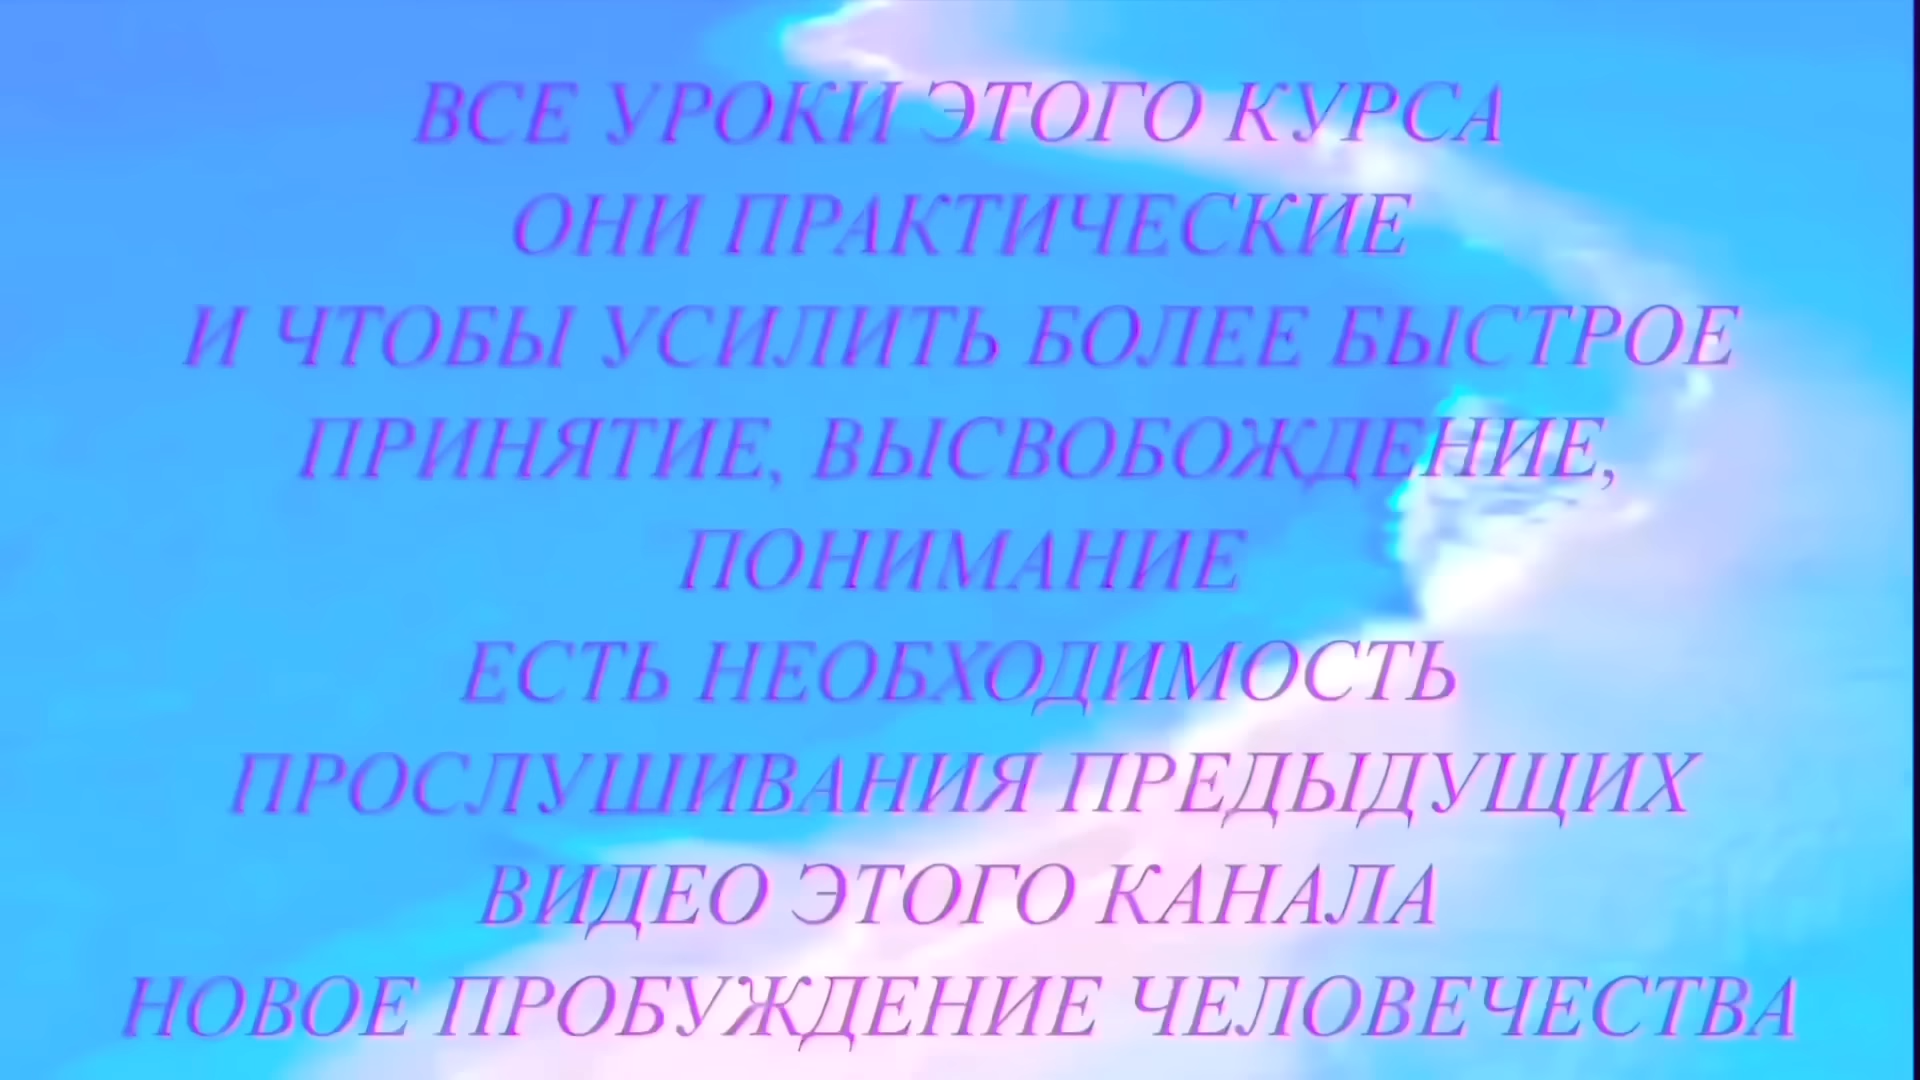 ВСЕ УРОКИ ЭТОГО КУРСА
ОНИ ПРАКТИЧЕСКИЕ
И ЧТОБЫ УСИЛИТЬ БОЛЕЕ БЫСТРОЕ
ПРИНЯТИЕ, ВЫСВОБОЖДЕНИЕ,
ПОНИМАНИЕ
ЕСТЬ НЕОБХОДИМОСТЬ
ПРОСЛУШИВАНИЯ ПРЕДЫДУЩИХ
ВИДЕО ЭТОГО КАНАЛА
НОВОЕ ПРОБУЖДЕНИЕ ЧЕЛОВЕЧЕСТВА